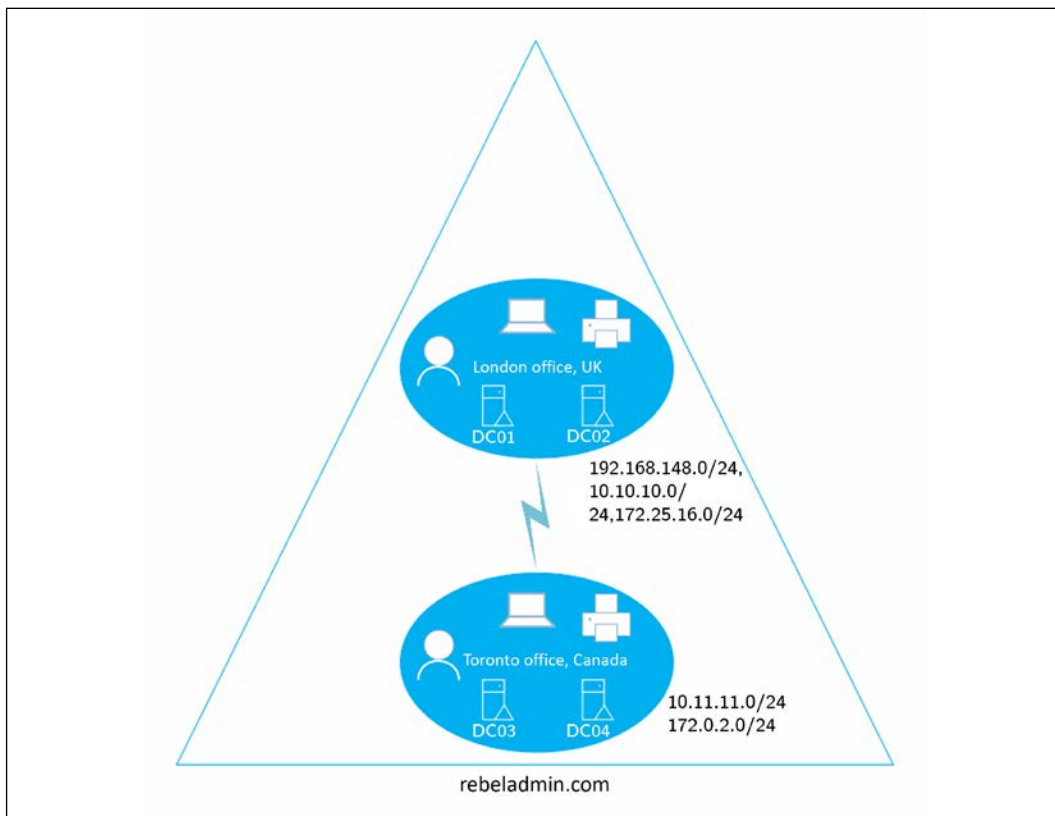 London office, UK
DC01 DC02
192.168.148.0/24,
10.10.10.0/
24,172.25.16.0/24
Toronto office, Canada
DC03 DC04
10.11.11.0/24
172.0.2.0/24
rebeladmin.com